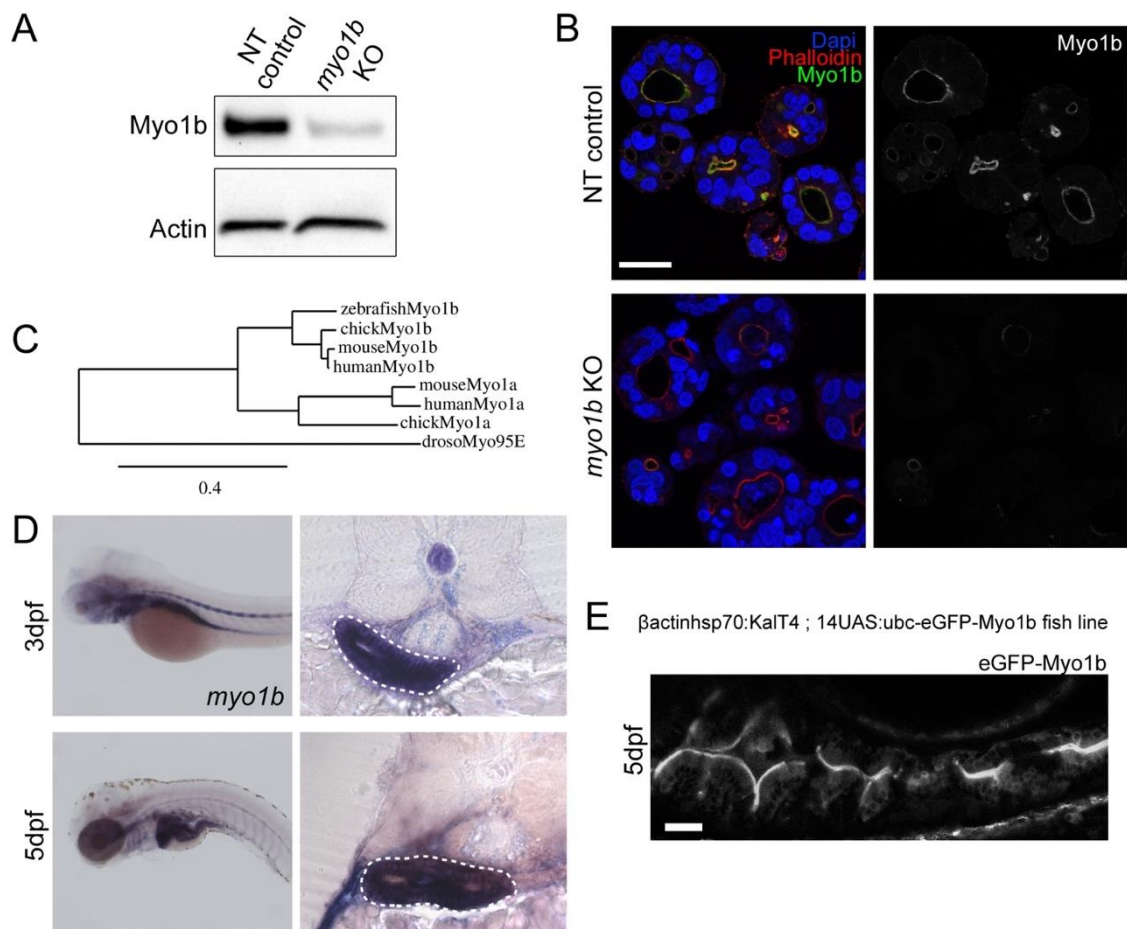 A
NT
control
myo1b
KO
Myo1b
Actin
B
Dapi
Phalloidin
Myo1b
Myo1b
NT control
myo1b KO
C
zebrafishMyo1b
chickMyo1b
mouseMyo1b
humanMyo1b
mouseMyo1a
humanMyo1a
chickMyo1a
drosoMyo95E
0.4
D
3dpf
myo1b
5dpf
E
βactinhsp70:KalT4 ; 14UAS:ubc-eGFP-Myo1b fish line
eGFP-Myo1b
5dpf